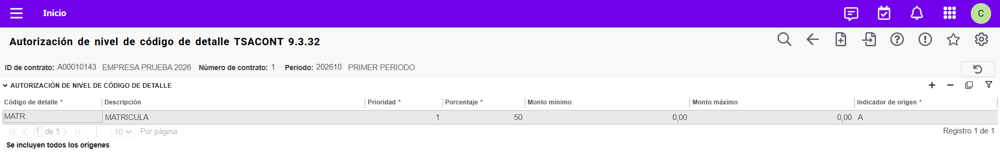 Inicio
C
Autorización de nivel de código de detalle TSACONT 9.3.32
ID de contrato: A00010143 EMPRESA PRUEBA 2026 Número de contrato: 1 Periodo: 202610 PRIMER PERIODO
AUTORIZACIÓN DE NIVEL DE CÓDIGO DE DETALLE
Código de detalle * Descripción Prioridad * Porcentaje * Monto mínimo Monto máximo Indicador de origen *
MATR MATRICULA 1 50 0,00 0,00 A
1 de 1 10 Por página Registro 1 de 1
Se incluyen todos los orígenes